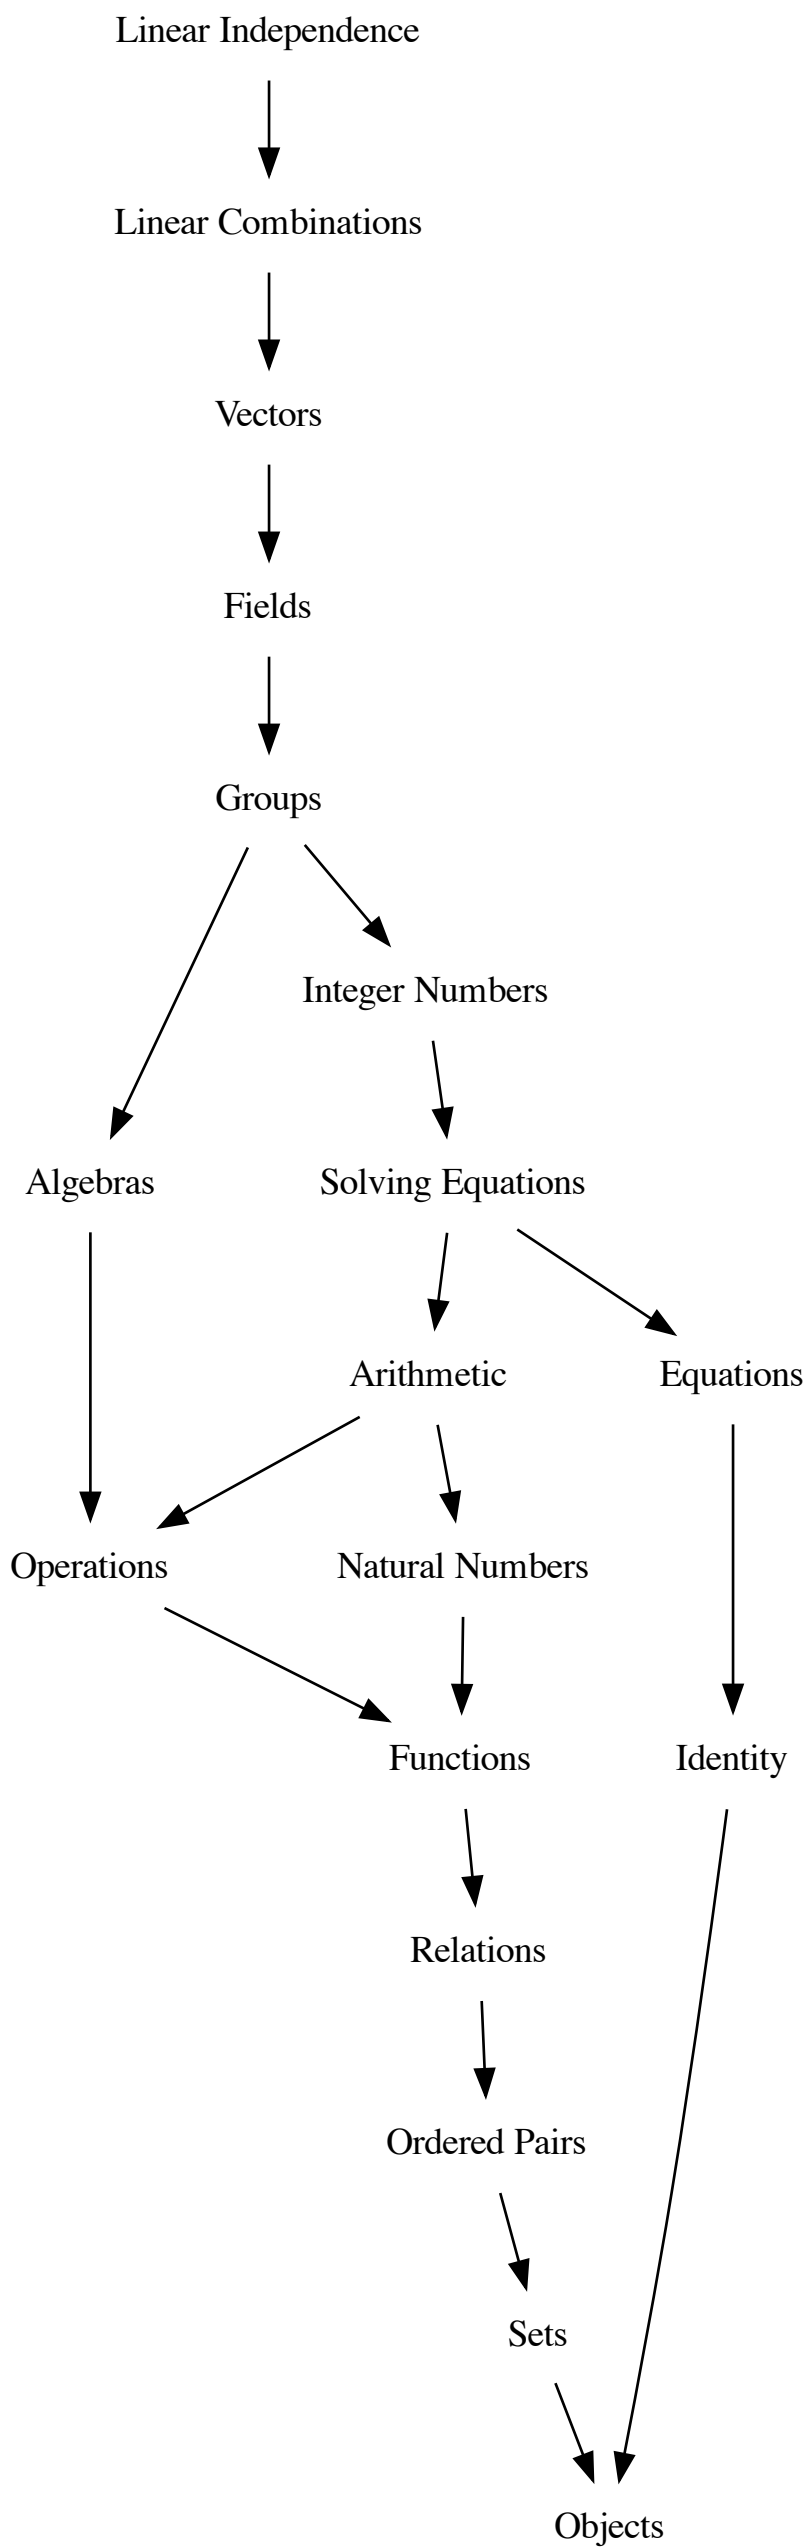 Linear Independence
Linear Combinations
Vectors
Fields
Groups
Integer Numbers
Algebras
Solving Equations
Arithmetic
Equations
Operations
Natural Numbers
Functions
Identity
Relations
Ordered Pairs
Sets
Objects